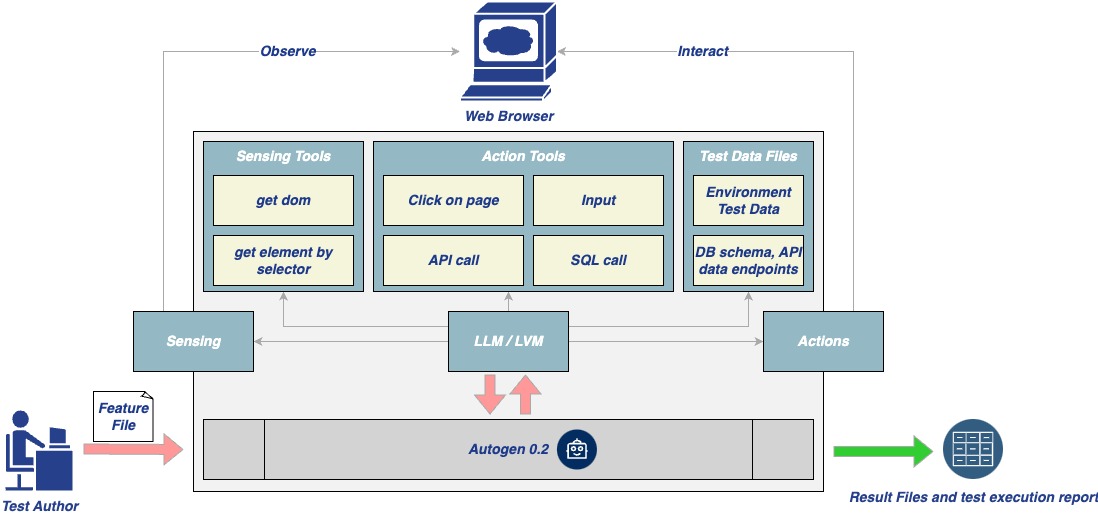 Observe
Interact
Web Browser
Sensing Tools
Action Tools
Test Data Files
get dom
Click on page
Input
Environment
Test Data
get element by
selector
API call
SQL call
DB schema, API
data endpoints
Sensing
LLM / LVM
Actions
Feature
File
Autogen 0.2
Test Author
Result Files and test execution report